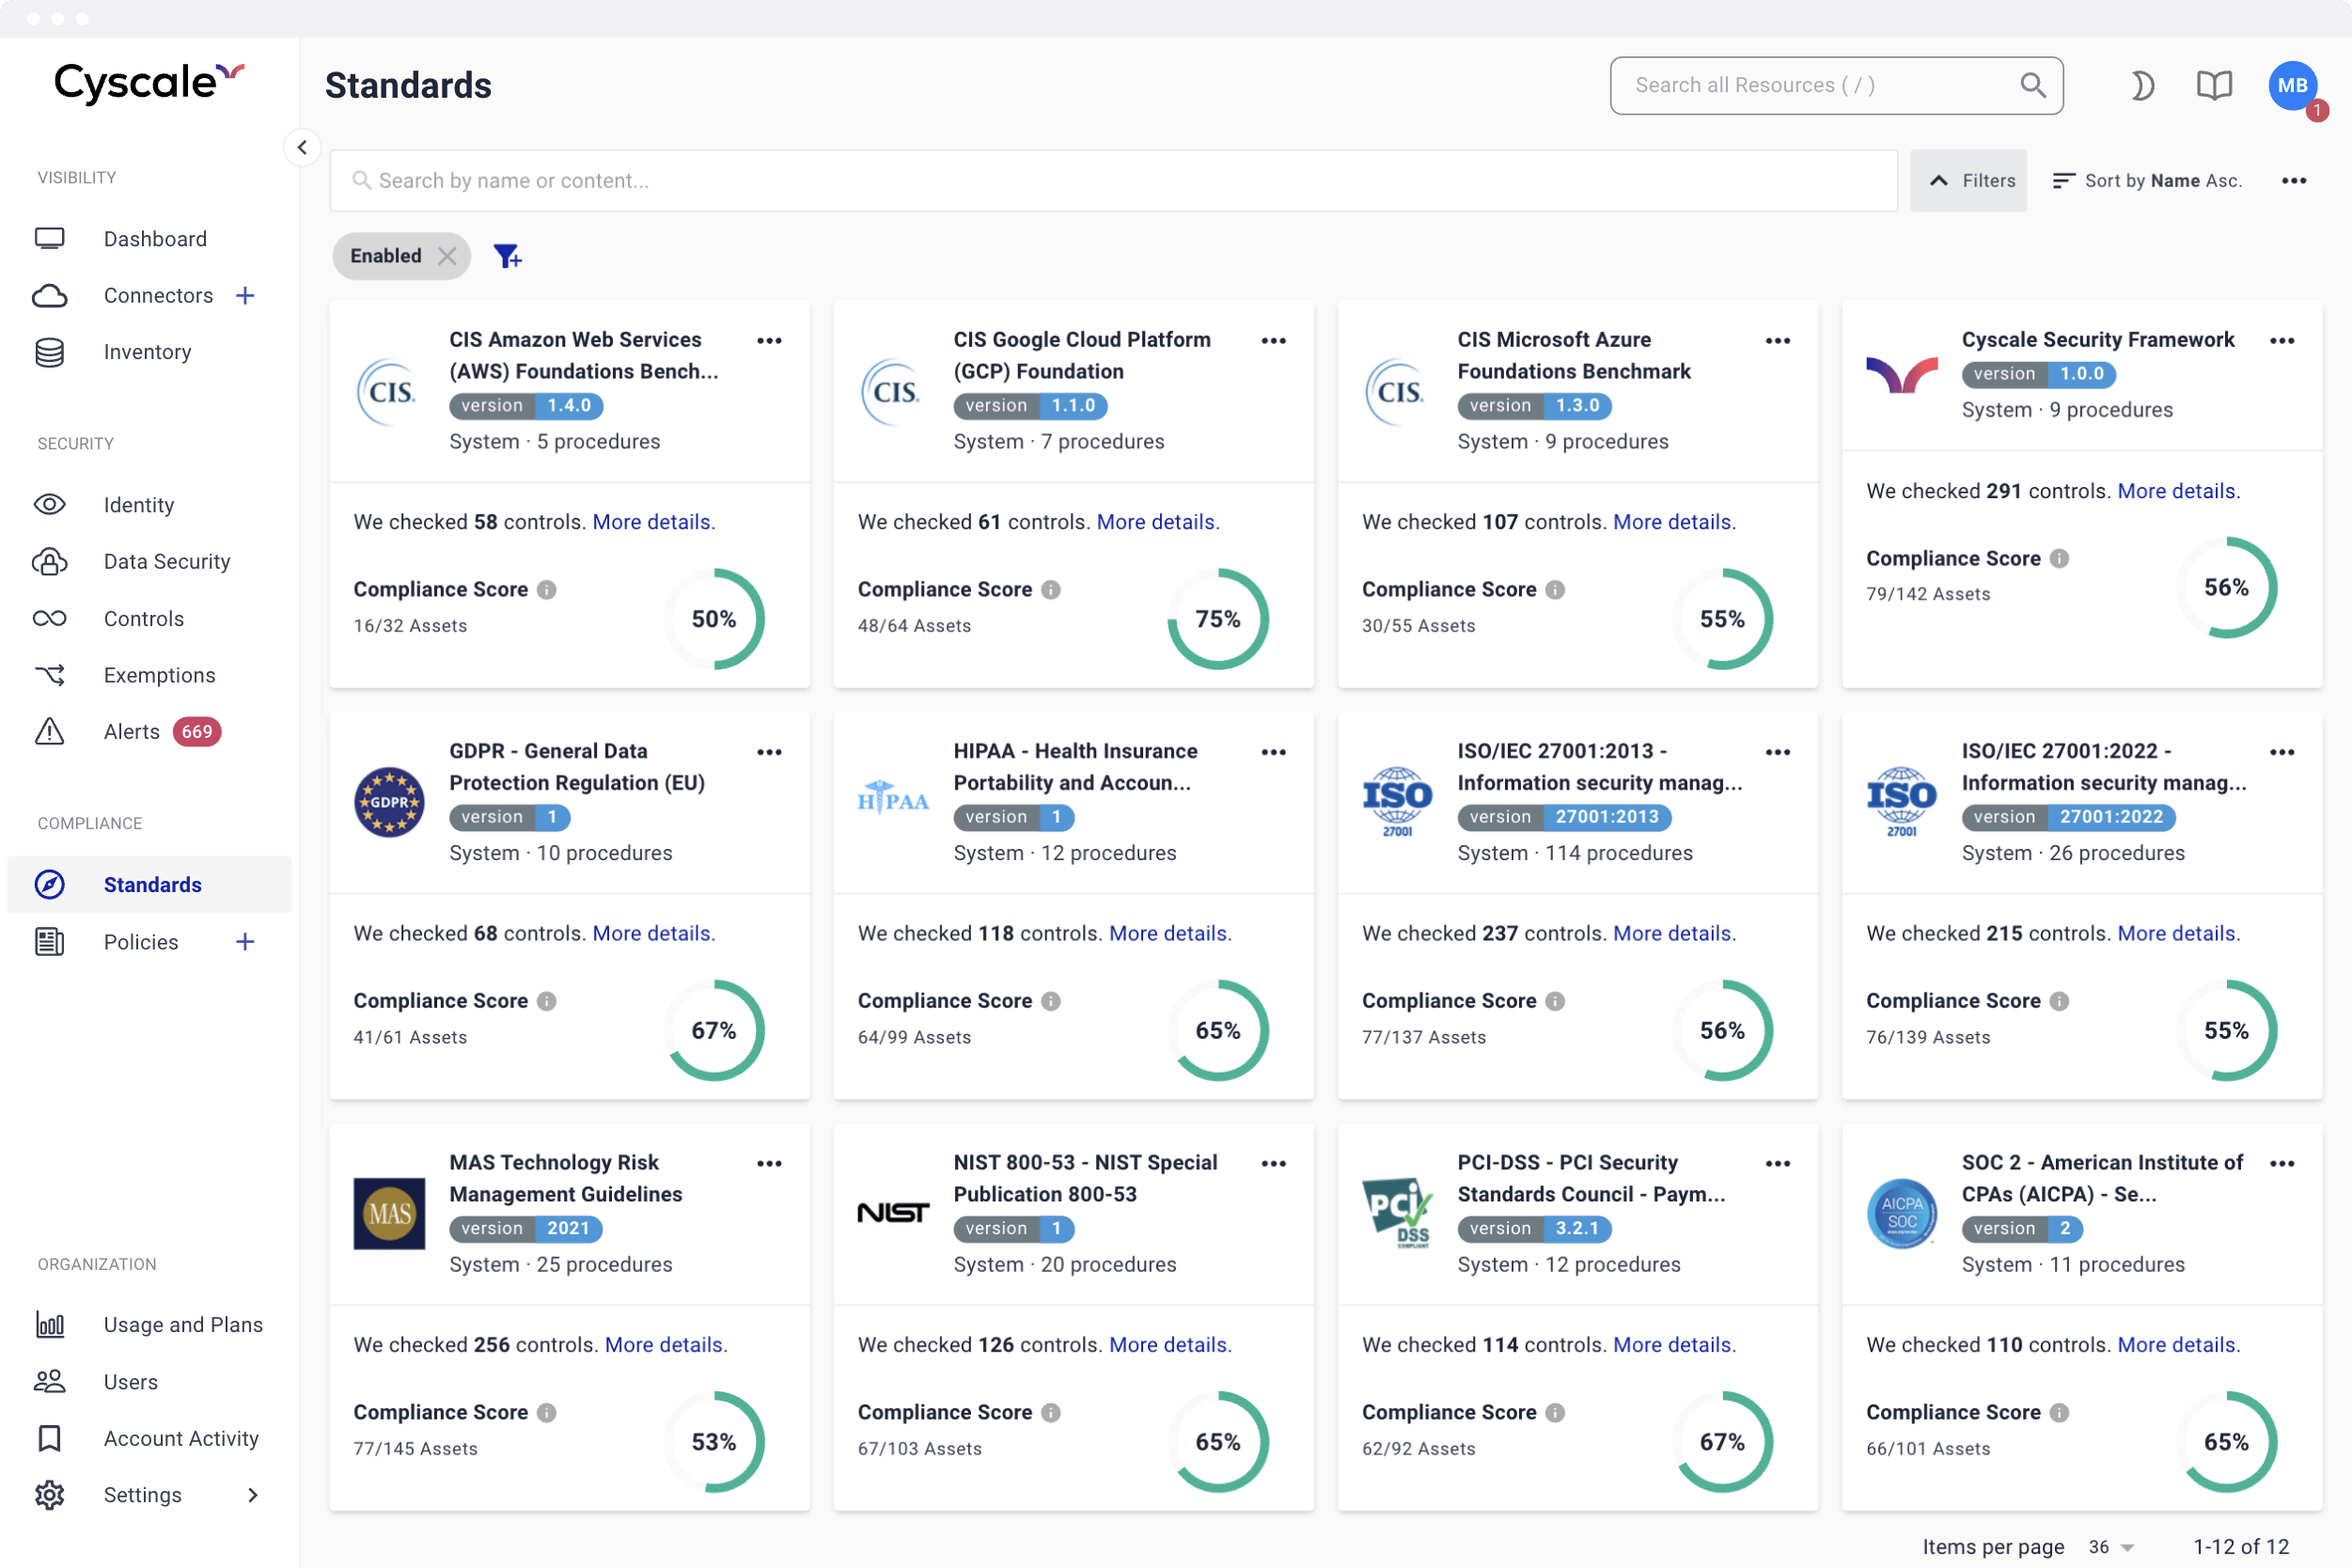 Cyscale
Standards
Search all Resources ( / )
MB
1
VISIBILITY
Dashboard
Connectors +
Inventory
SECURITY
Identity
Data Security
Controls
Exemptions
Alerts 669
COMPLIANCE
Standards
Policies +
ORGANIZATION
Usage and Plans
Users
Account Activity
Settings
Search by name or content...
Filters
Sort by Name Asc.
Enabled
CIS.
CIS Amazon Web Services
(AWS) Foundations Bench...
version 1.4.0
System · 5 procedures
We checked 58 controls. More details.
Compliance Score
16/32 Assets
50%
CIS.
CIS Google Cloud Platform
(GCP) Foundation
version 1.1.0
System · 7 procedures
We checked 61 controls. More details.
Compliance Score
48/64 Assets
75%
CIS.
CIS Microsoft Azure
Foundations Benchmark
version 1.3.0
System · 9 procedures
We checked 107 controls. More details.
Compliance Score
30/55 Assets
55%
Cyscale Security Framework
version 1.0.0
System · 9 procedures
We checked 291 controls. More details.
Compliance Score
79/142 Assets
56%
GDPR
GDPR - General Data
Protection Regulation (EU)
version 1
System · 10 procedures
We checked 68 controls. More details.
Compliance Score
41/61 Assets
67%
HIPAA
HIPAA - Health Insurance
Portability and Accoun...
version 1
System · 12 procedures
We checked 118 controls. More details.
Compliance Score
64/99 Assets
65%
ISO
27001
ISO/IEC 27001:2013 -
Information security manag...
version 27001:2013
System · 114 procedures
We checked 237 controls. More details.
Compliance Score
77/137 Assets
56%
ISO
27001
ISO/IEC 27001:2022 -
Information security manag...
version 27001:2022
System · 26 procedures
We checked 215 controls. More details.
Compliance Score
76/139 Assets
55%
MAS
MAS Technology Risk
Management Guidelines
version 2021
System · 25 procedures
We checked 256 controls. More details.
Compliance Score
77/145 Assets
53%
NIST
NIST 800-53 - NIST Special
Publication 800-53
version 1
System · 20 procedures
We checked 126 controls. More details.
Compliance Score
67/103 Assets
65%
PCI
DSS
COMPLIANT
PCI-DSS - PCI Security
Standards Council - Paym...
version 3.2.1
System · 12 procedures
We checked 114 controls. More details.
Compliance Score
62/92 Assets
67%
AICPA
SOC
SOC 2 - American Institute of
CPAs (AICPA) - Se...
version 2
System · 11 procedures
We checked 110 controls. More details.
Compliance Score
66/101 Assets
65%
Items per page 36 1-12 of 12